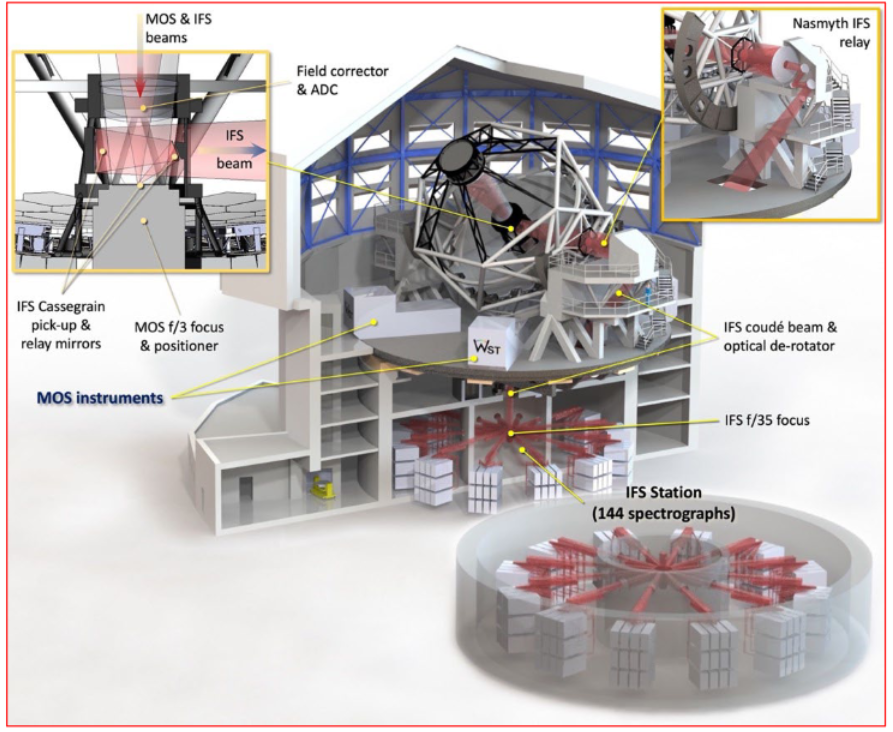 MOS & IFS
beams
Field corrector
& ADC
IFS
beam
IFS Cassegrain
pick-up &
relay mirrors
MOS f/3 focus
& positioner
MOS instruments
Nasmyth IFS
relay
WST
IFS coudé beam &
optical de-rotator
IFS f/35 focus
IFS Station
(144 spectrographs)